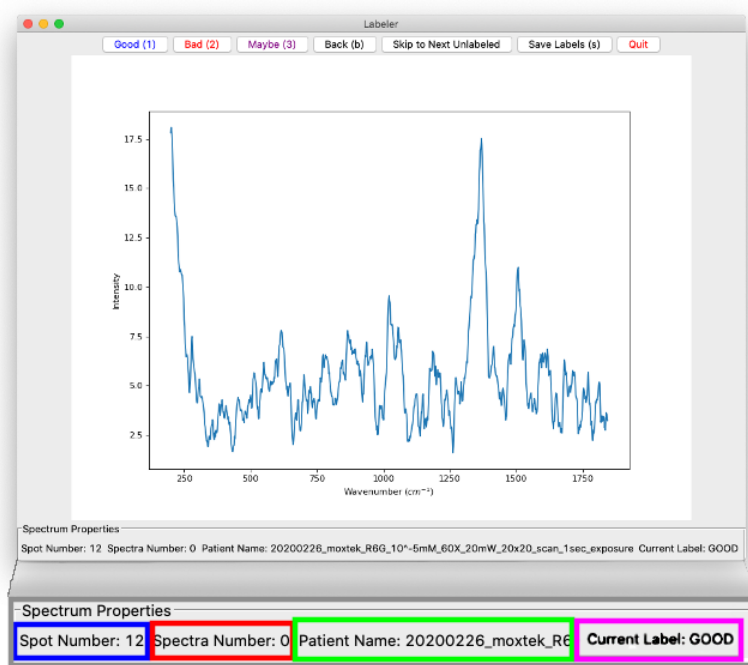 Labeler
Good (1) Bad (2) Maybe (3) Back (b) Skip to Next Unlabeled Save Labels (s) Quit
17.5
15.0
12.5
10.0
7.5
5.0
2.5
Intensity
250 500 750 1000 1250 1500 1750
Wavenumber (cm⁻¹)
Spectrum Properties
Spot Number: 12 Spectra Number: 0 Patient Name: 20200226_moxtek_R6G_10^-5mM_60X_20mW_20x20_scan_1sec_exposure Current Label: GOOD
Spectrum Properties
Spot Number: 12 Spectra Number: 0 Patient Name: 20200226_moxtek_R6 Current Label: GOOD